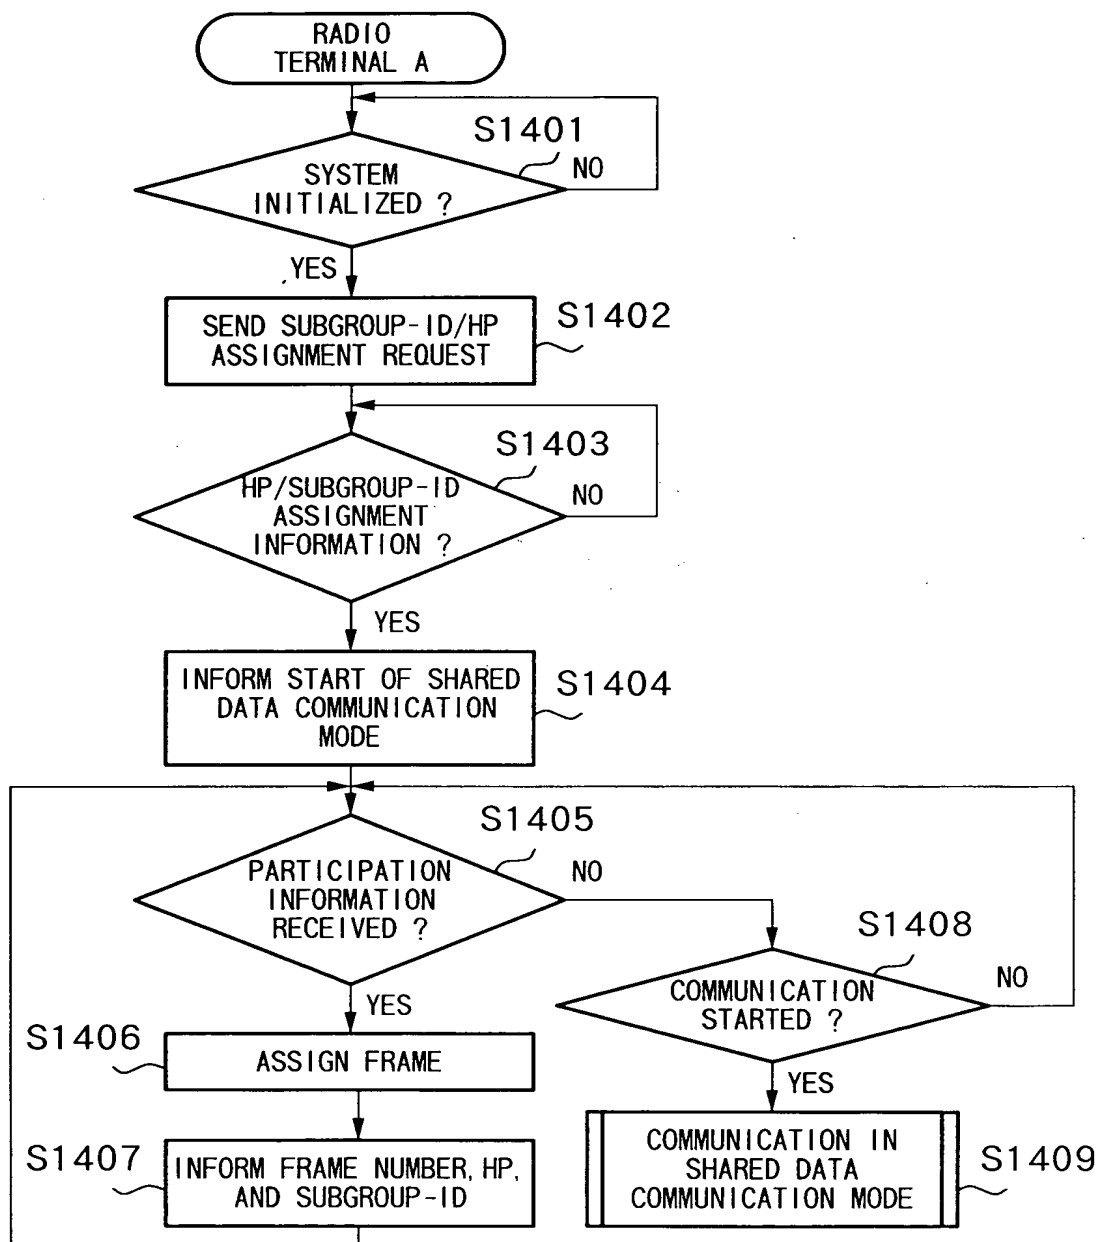 RADIO
TERMINAL A
S1401
SYSTEM
INITIALIZED ?
NO
YES
SEND SUBGROUP-ID/HP
ASSIGNMENT REQUEST
S1402
S1403
HP/SUBGROUP-ID
ASSIGNMENT
INFORMATION ?
NO
YES
INFORM START OF SHARED
DATA COMMUNICATION
MODE
S1404
S1405
PARTICIPATION
INFORMATION
RECEIVED ?
NO
S1408
COMMUNICATION
STARTED ?
NO
YES
S1406
ASSIGN FRAME
YES
S1407
INFORM FRAME NUMBER, HP,
AND SUBGROUP-ID
COMMUNICATION IN
SHARED DATA
COMMUNICATION MODE
S1409